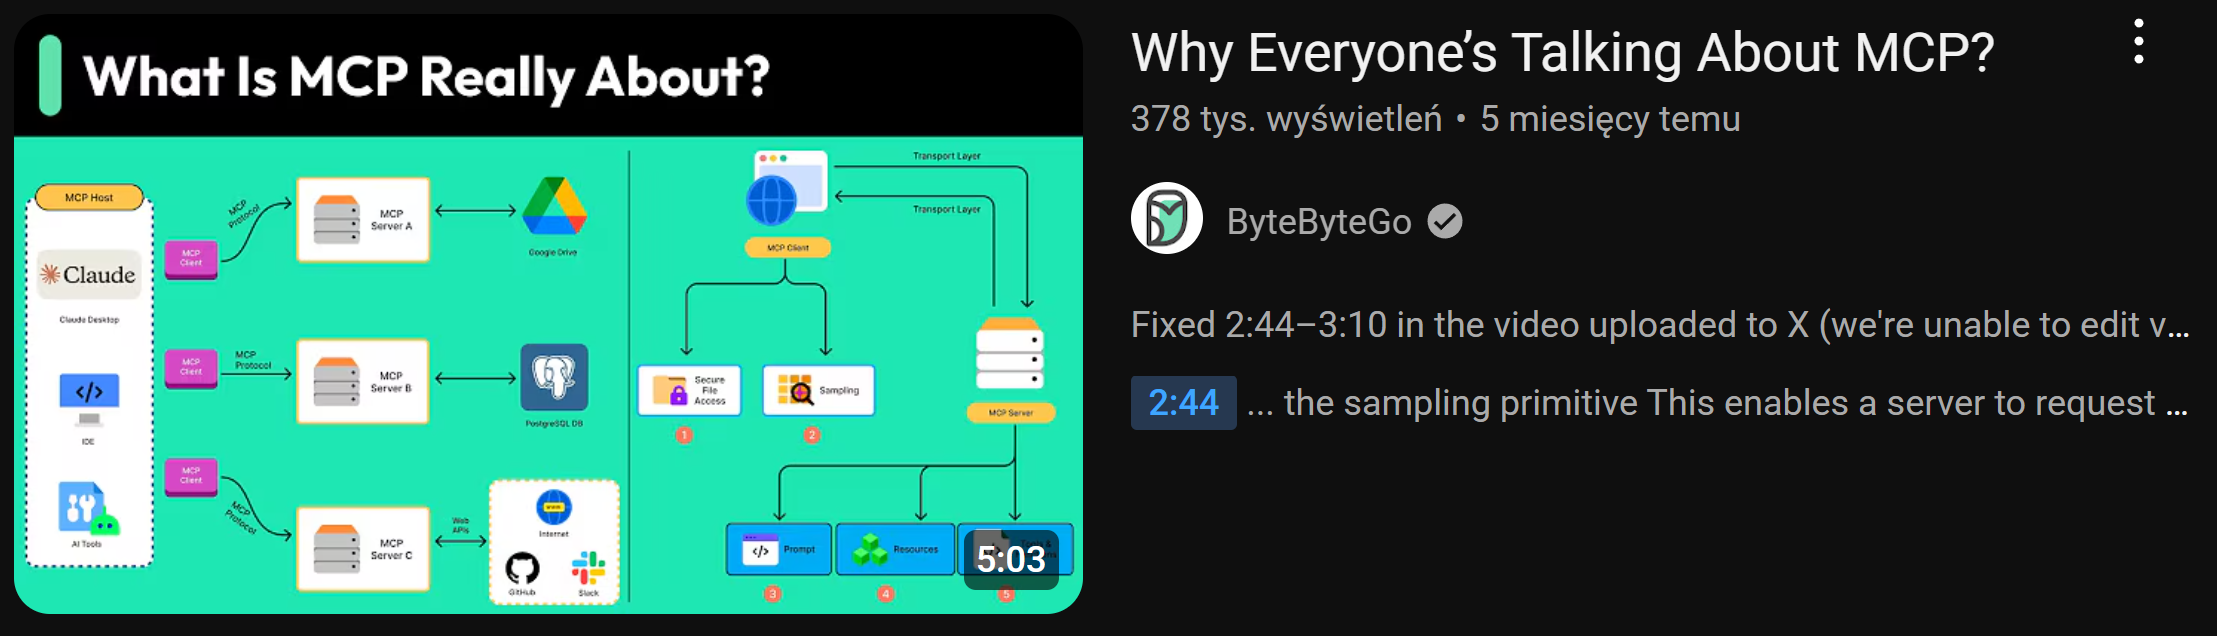 What Is MCP Really About?
MCP Host
Claude
Claude Desktop
IDE
AI Tools
MCP
Client
MCP
Protocol
MCP
Server A
Google Drive
MCP
Client
MCP
Protocol
MCP
Server B
PostgreSQL DB
MCP
Client
MCP
Protocol
MCP
Server C
Web
APIs
www
Internet
GitHub
Slack
Transport Layer
Transport Layer
MCP Client
Secure
File
Access
1
Sampling
2
MCP Server
</> Prompt
3
Resources
4
5
5:03
Why Everyone’s Talking About MCP?
378 tys. wyświetleń • 5 miesięcy temu
ByteByteGo
Fixed 2:44–3:10 in the video uploaded to X (we're unable to edit v...
2:44 ... the sampling primitive This enables a server to request ...